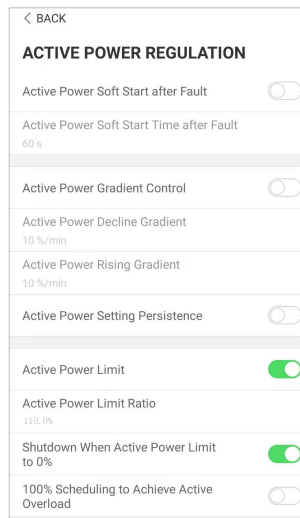 < BACK
ACTIVE POWER REGULATION
Active Power Soft Start after Fault
Active Power Soft Start Time after Fault
60 s
Active Power Gradient Control
Active Power Decline Gradient
10 %/min
Active Power Rising Gradient
10 %/min
Active Power Setting Persistence
Active Power Limit
Active Power Limit Ratio
110.0%
Shutdown When Active Power Limit
to 0%
100% Scheduling to Achieve Active
Overload